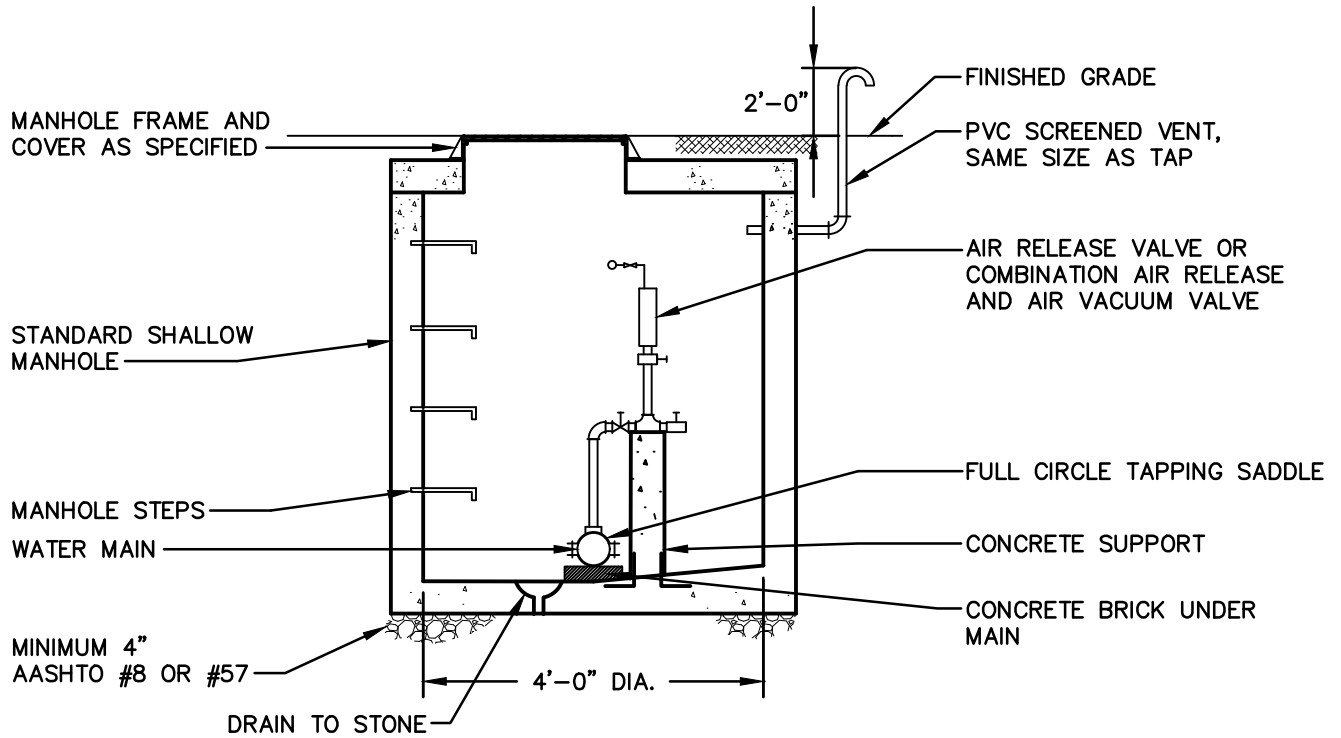 MANHOLE FRAME AND
COVER AS SPECIFIED
STANDARD SHALLOW
MANHOLE
MANHOLE STEPS
WATER MAIN
MINIMUM 4"
AASHTO #8 OR #57
DRAIN TO STONE
4'-0" DIA.
2'-0"
FINISHED GRADE
PVC SCREENED VENT,
SAME SIZE AS TAP
AIR RELEASE VALVE OR
COMBINATION AIR RELEASE
AND AIR VACUUM VALVE
FULL CIRCLE TAPPING SADDLE
CONCRETE SUPPORT
CONCRETE BRICK UNDER
MAIN